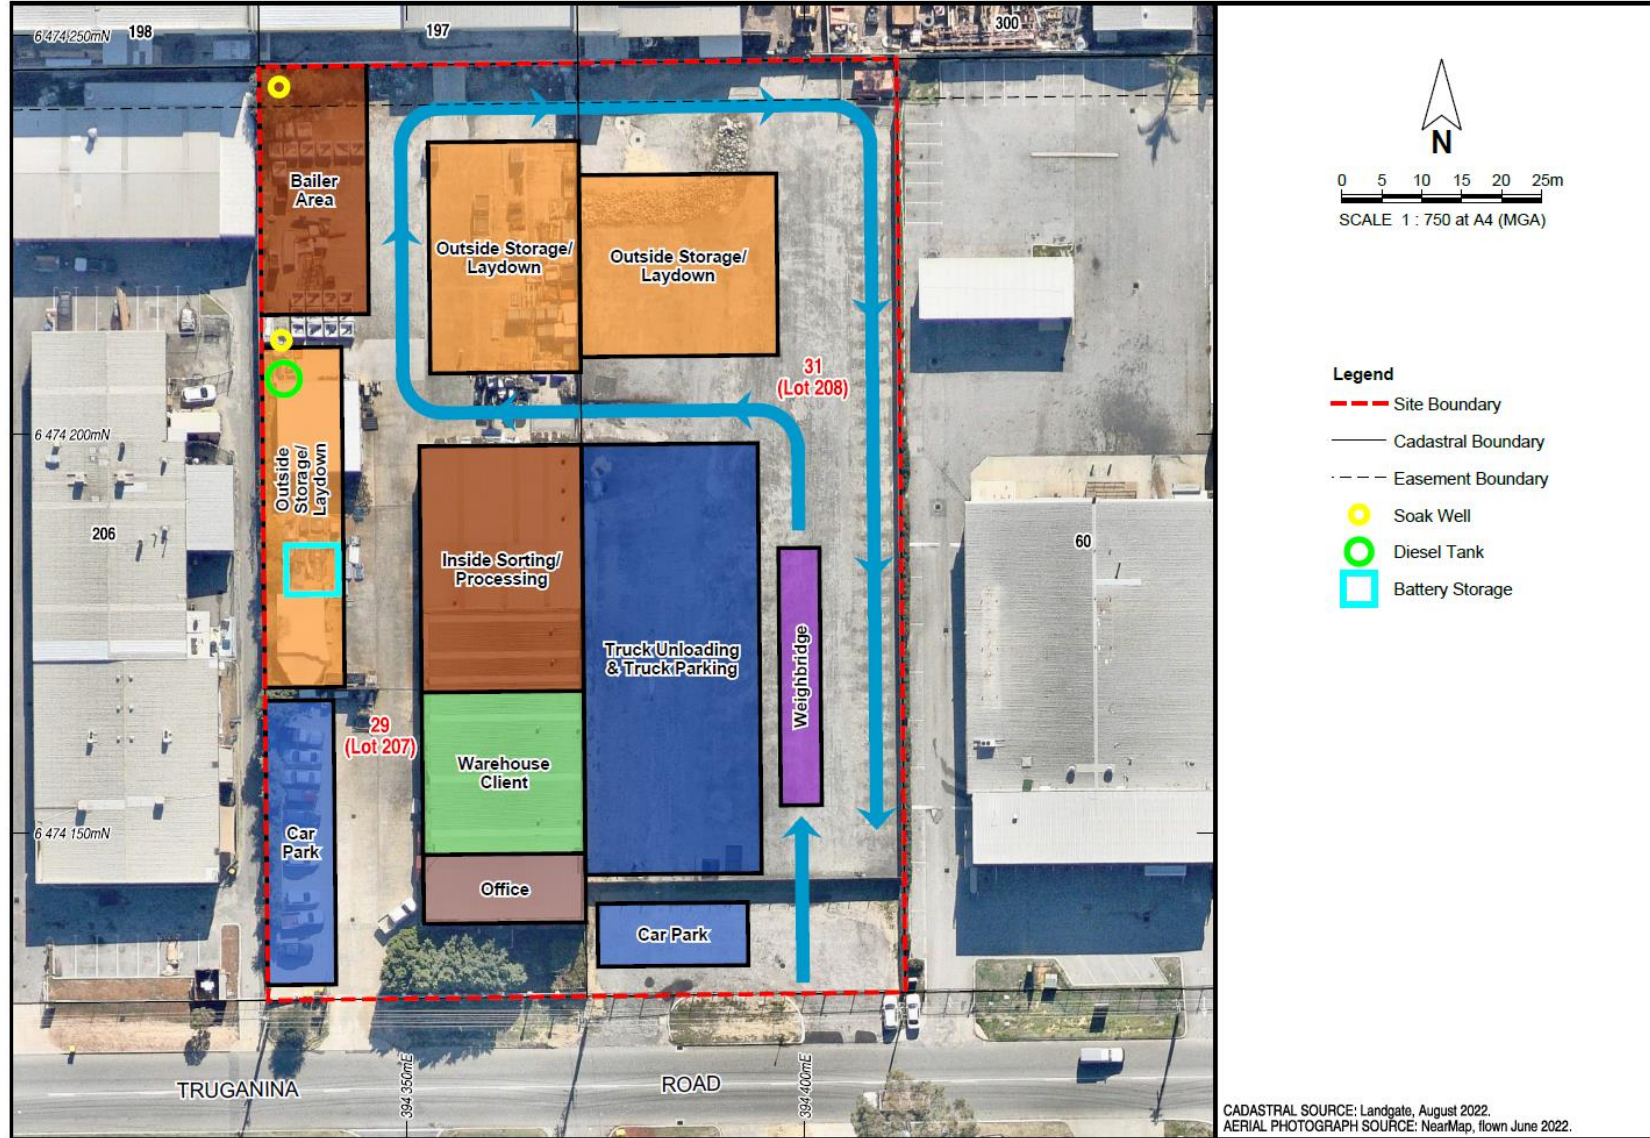 6 474 250mN
198
197
300
Bailer
Area
Outside Storage/
Laydown
Outside Storage/
Laydown
31
(Lot 208)
6 474 200mN
Outside
Storage/
Laydown
206
Inside Sorting/
Processing
60
Truck Unloading
& Truck Parking
Weighbridge
29
(Lot 207)
Warehouse
Client
6 474 150mN
Car
Park
Office
Car Park
TRUGANINA
ROAD
394 350mE
394 400mE
N
0 5 10 15 20 25m
SCALE 1 : 750 at A4 (MGA)
Legend
Site Boundary
Cadastral Boundary
Easement Boundary
Soak Well
Diesel Tank
Battery Storage
CADASTRAL SOURCE: Landgate, August 2022.
AERIAL PHOTOGRAPH SOURCE: NearMap, flown June 2022.